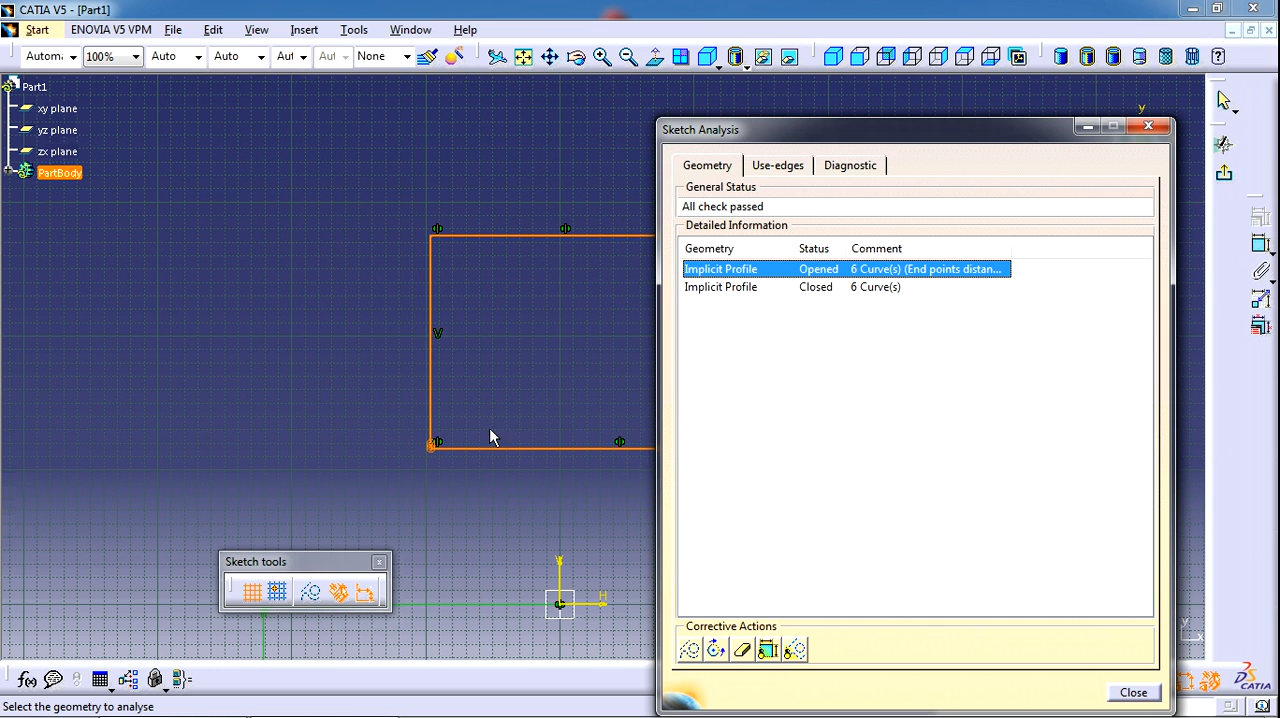 CATIA V5 - [Part1]
Start ENOVIA V5 VPM File Edit View Insert Tools Window Help
Autom 100% Auto Auto Aut Aut None
Part1
xy plane
yz plane
zx plane
PartBody
y
Sketch Analysis
Geometry Use-edges Diagnostic
General Status
All check passed
Detailed Information
Geometry Status Comment
Implicit Profile Opened 6 Curve(s) (End points distan...
Implicit Profile Closed 6 Curve(s)
V
Sketch tools
V
H
Corrective Actions
y
x
Close
f(x)
DS CATIA
Select the geometry to analyse